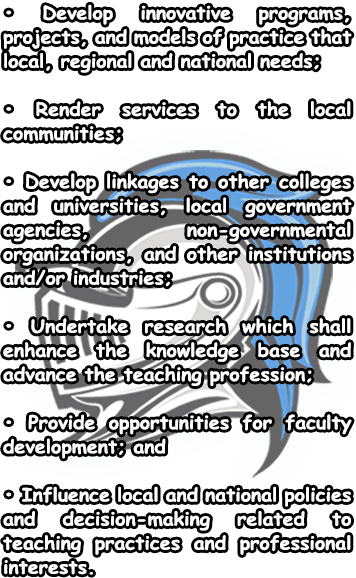 • Develop innovative programs,
projects, and models of practice that
local, regional and national needs;
• Render services to the local
communities;
• Develop linkages to other colleges
and universities, local government
agencies, non-governmental
organizations, and other institutions
and/or industries;
• Undertake research which shall
enhance the knowledge base and
advance the teaching profession;
• Provide opportunities for faculty
development; and
• Influence local and national policies
and decision-making related to
teaching practices and professional
interests.